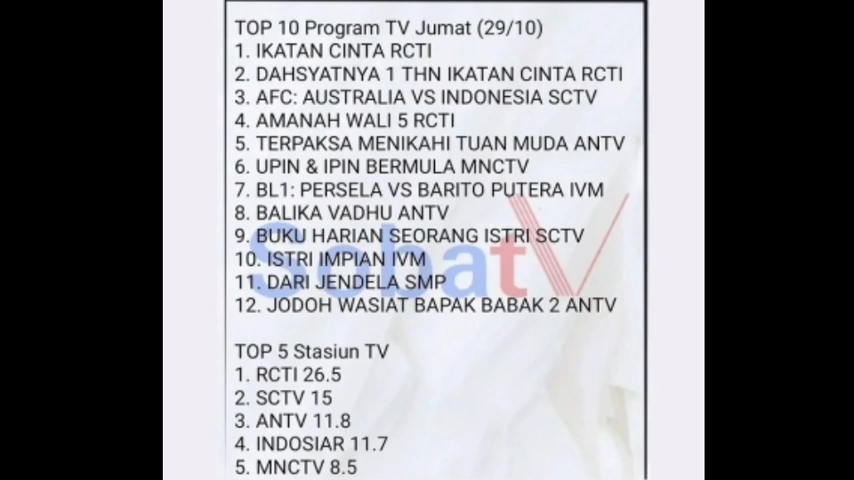 TOP 10 Program TV Jumat (29/10)
1. IKATAN CINTA RCTI
2. DAHSYATNYA 1 THN IKATAN CINTA RCTI
3. AFC: AUSTRALIA VS INDONESIA SCTV
4. AMANAH WALI 5 RCTI
5. TERPAKSA MENIKAHI TUAN MUDA ANTV
6. UPIN & IPIN BERMULA MNCTV
7. BL1: PERSELA VS BARITO PUTERA IVM
8. BALIKA VADHU ANTV
9. BUKU HARIAN SEORANG ISTRI SCTV
10. ISTRI IMPIAN IVM
11. DARI JENDELA SMP
12. JODOH WASIAT BAPAK BABAK 2 ANTV
SobatV
TOP 5 Stasiun TV
1. RCTI 26.5
2. SCTV 15
3. ANTV 11.8
4. INDOSIAR 11.7
5. MNCTV 8.5